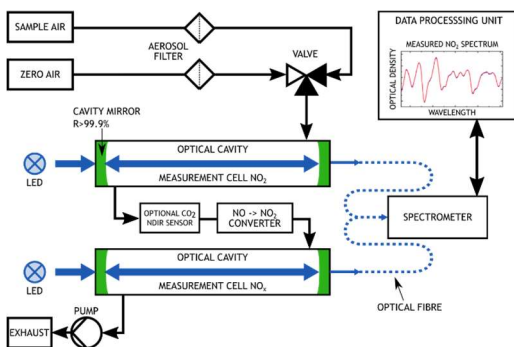 SAMPLE AIR
ZERO AIR
AEROSOL
FILTER
VALVE
DATA PROCESSSING UNIT
MEASURED NO2 SPECTRUM
OPTICAL DENSITY
WAVELENGTH
CAVITY MIRROR
R>99.9%
OPTICAL CAVITY
MEASUREMENT CELL NO2
LED
OPTIONAL CO2
NDIR SENSOR
NO -> NO2
CONVERTER
SPECTROMETER
OPTICAL CAVITY
MEASUREMENT CELL NOx
LED
OPTICAL FIBRE
PUMP
EXHAUST